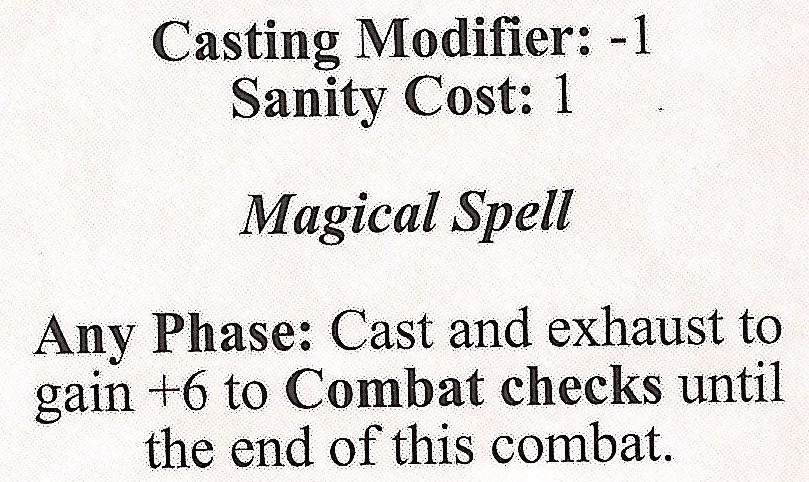 Casting Modifier: -1
Sanity Cost: 1
Magical Spell
Any Phase: Cast and exhaust to
gain +6 to Combat checks until
the end of this combat.